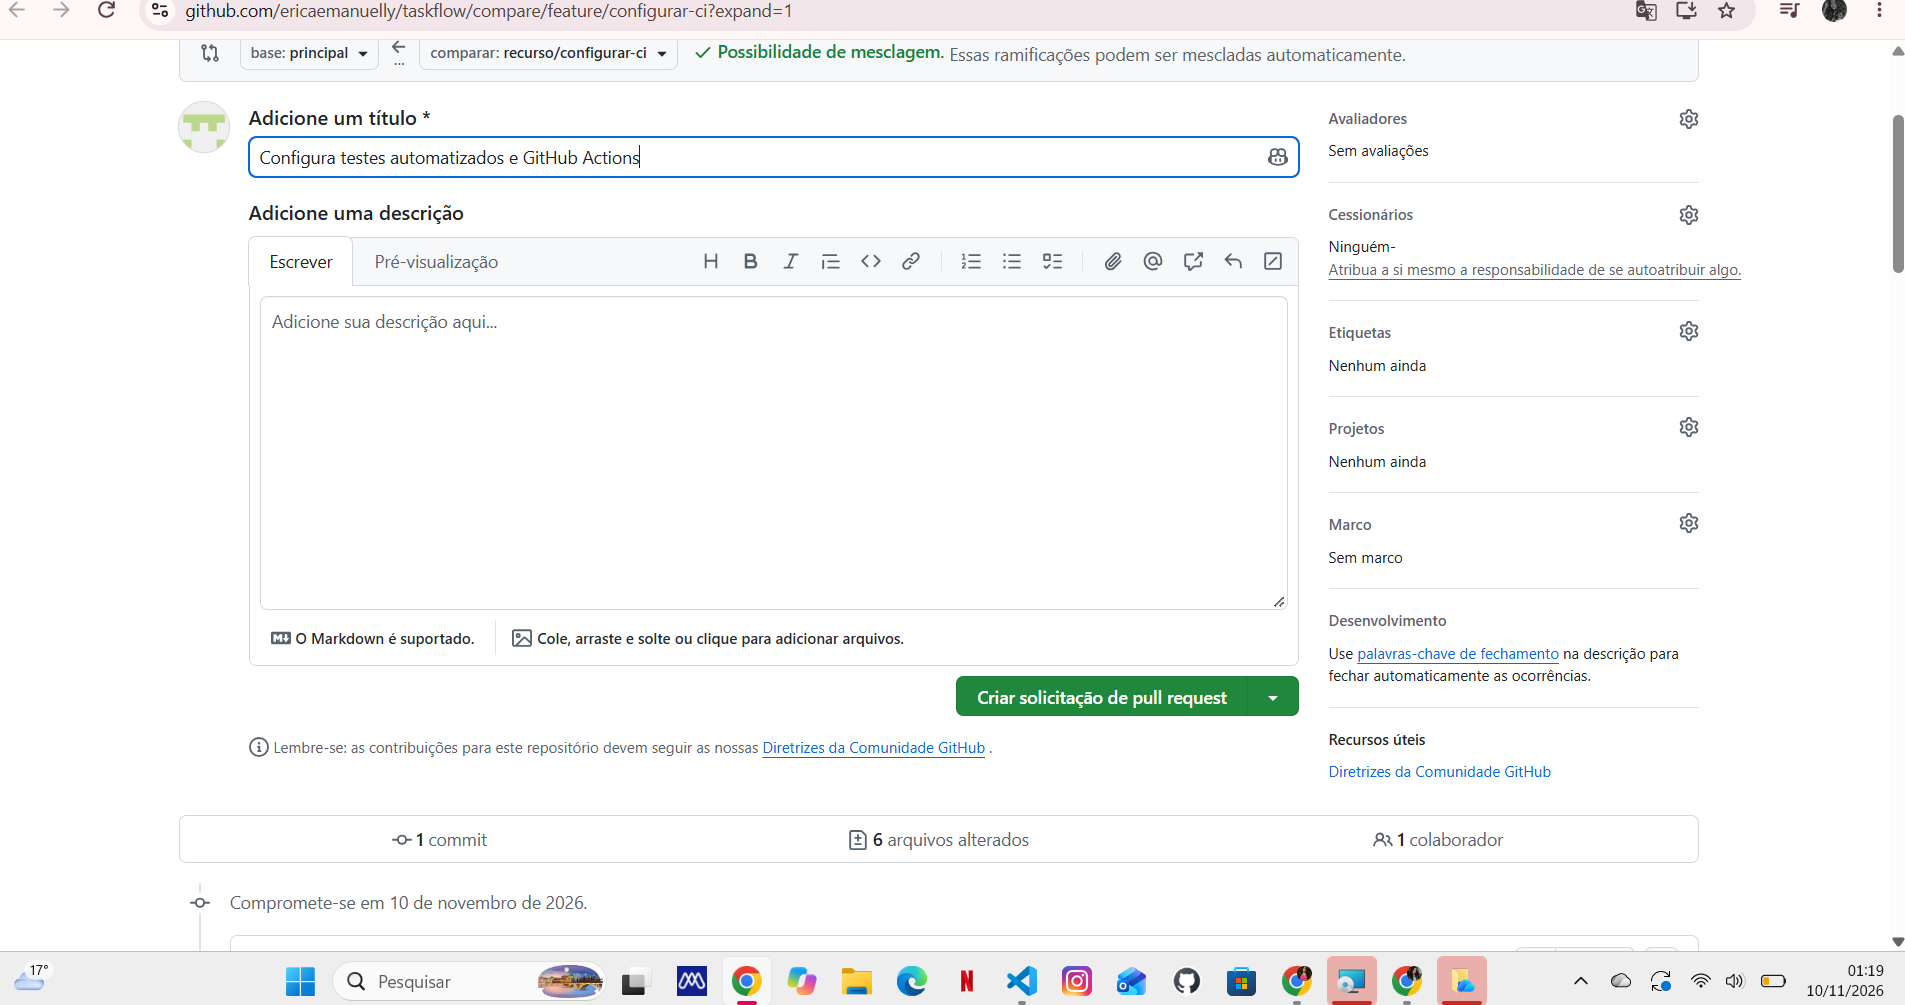 github.com/ericaemanuelly/taskflow/compare/feature/configurar-ci?expand=1
base: principal
...
comparar: recurso/configurar-ci
Possibilidade de mesclagem. Essas ramificações podem ser mescladas automaticamente.
Adicione um título *
Configura testes automatizados e GitHub Actions
Adicione uma descrição
Escrever
Pré-visualização
Adicione sua descrição aqui...
O Markdown é suportado.
Cole, arraste e solte ou clique para adicionar arquivos.
Criar solicitação de pull request
Lembre-se: as contribuições para este repositório devem seguir as nossas Diretrizes da Comunidade GitHub .
Avaliadores
Sem avaliações
Cessionários
Ninguém-
Atribua a si mesmo a responsabilidade de se autoatribuir algo.
Etiquetas
Nenhum ainda
Projetos
Nenhum ainda
Marco
Sem marco
Desenvolvimento
Use palavras-chave de fechamento na descrição para
fechar automaticamente as ocorrências.
Recursos úteis
Diretrizes da Comunidade GitHub
1 commit
6 arquivos alterados
1 colaborador
Compromete-se em 10 de novembro de 2026.
17°
Pesquisar
01:19
10/11/2026